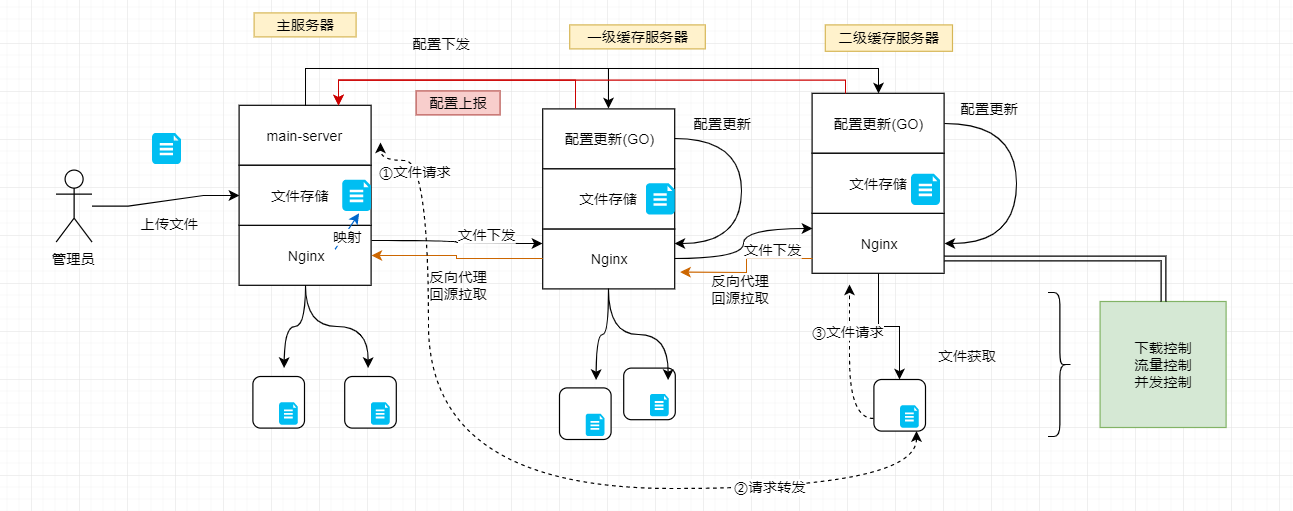 主服务器
一级缓存服务器
二级缓存服务器
配置下发
配置上报
main-server
配置更新(GO)
配置更新
配置更新(GO)
配置更新
①文件请求
文件存储
文件存储
文件存储
上传文件
管理员
映射
Nginx
文件下发
Nginx
文件下发
Nginx
反向代理
回源拉取
反向代理
回源拉取
③文件请求
文件获取
下载控制
流量控制
并发控制
②请求转发